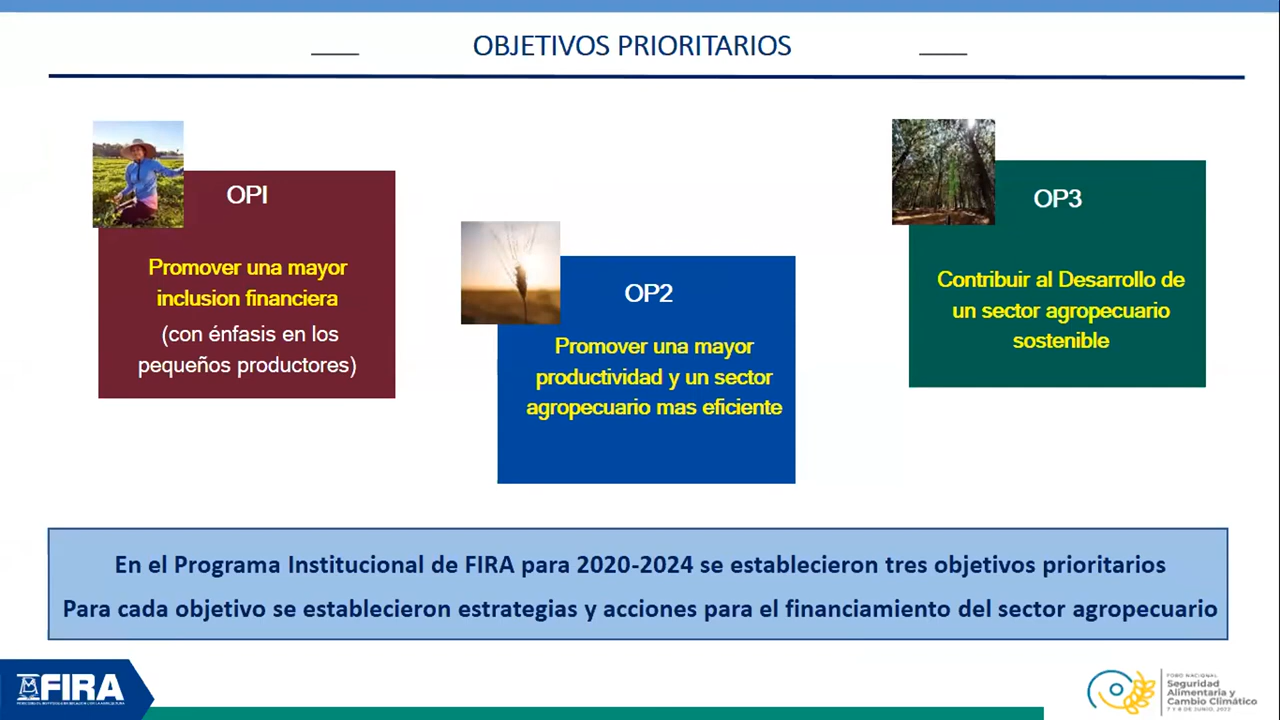 OBJETIVOS PRIORITARIOS
OPI
Promover una mayor
inclusion financiera
(con énfasis en los
pequeños productores)
OP2
Promover una mayor
productividad y un sector
agropecuario mas eficiente
OP3
Contribuir al Desarrollo de
un sector agropecuario
sostenible
En el Programa Institucional de FIRA para 2020-2024 se establecieron tres objetivos prioritarios
Para cada objetivo se establecieron estrategias y acciones para el financiamiento del sector agropecuario
FIRA
FORO NACIONAL
Seguridad
Alimentaria y
Cambio Climático